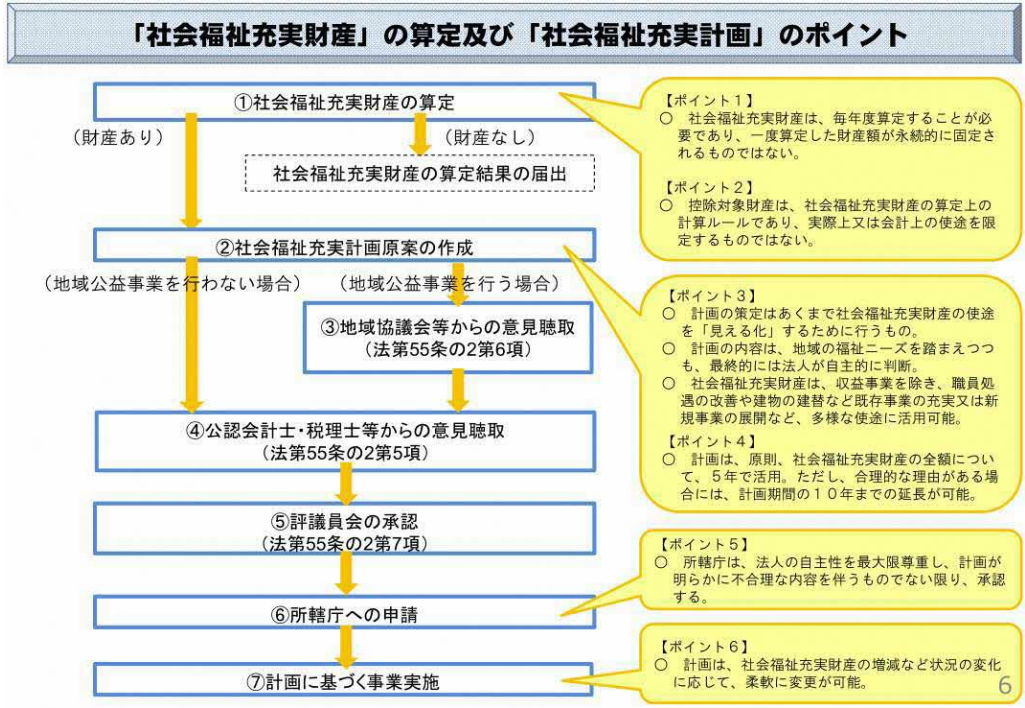 「社会福祉充実財産」の算定及び「社会福祉充実計画」のポイント
①社会福祉充実財産の算定
（財産あり）
（財産なし）
社会福祉充実財産の算定結果の届出
②社会福祉充実計画原案の作成
（地域公益事業を行わない場合）
（地域公益事業を行う場合）
③地域協議会等からの意見聴取
（法第55条の2第6項）
④公認会計士・税理士等からの意見聴取
（法第55条の2第5項）
⑤評議員会の承認
（法第55条の2第7項）
⑥所轄庁への申請
⑦計画に基づく事業実施
【ポイント１】
○　社会福祉充実財産は、毎年度算定することが必
要であり、一度算定した財産額が永続的に固定さ
れるものではない。
【ポイント２】
○　控除対象財産は、社会福祉充実財産の算定上の
計算ルールであり、実際上又は会計上の使途を限
定するものではない。
【ポイント３】
○　計画の策定はあくまで社会福祉充実財産の使途
を「見える化」するために行うもの。
○　計画の内容は、地域の福祉ニーズを踏まえつつ
も、最終的には法人が自主的に判断。
○　社会福祉充実財産は、収益事業を除き、職員処
遇の改善や建物の建替など既存事業の充実又は新
規事業の展開など、多様な使途に活用可能。
【ポイント４】
○　計画は、原則、社会福祉充実財産の全額につい
て、５年で活用。ただし、合理的な理由がある場
合には、計画期間の１０年までの延長が可能。
【ポイント５】
○　所轄庁は、法人の自主性を最大限尊重し、計画が
明らかに不合理な内容を伴うものでない限り、承認
する。
【ポイント６】
○　計画は、社会福祉充実財産の増減など状況の変化
に応じて、柔軟に変更が可能。
6